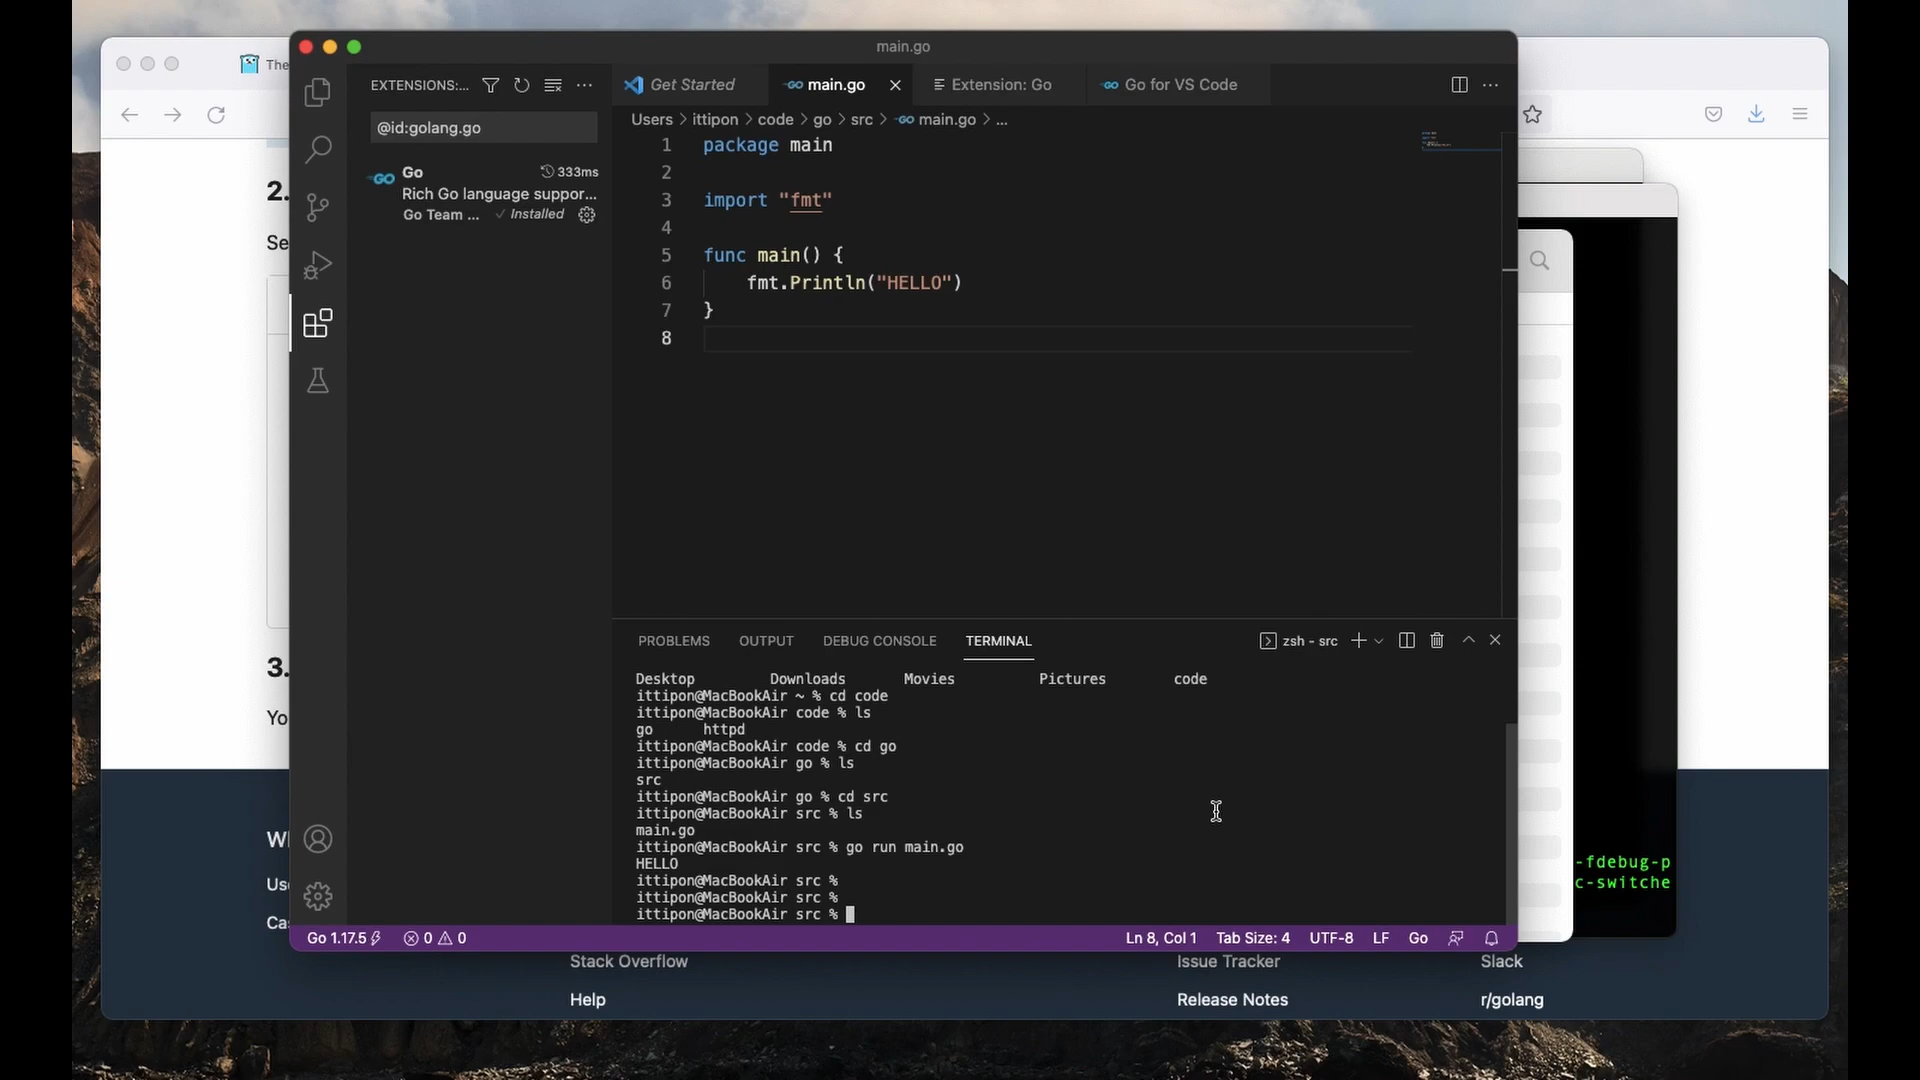 main.go
The
EXTENSIONS:...
Get Started
main.go
Extension: Go
Go for VS Code
@id:golang.go
Users > ittipon > code > go > src > main.go > ...
Go
333ms
Rich Go language suppor...
Go Team ...
Installed
1 package main
2
3 import "fmt"
4
5 func main() {
6 fmt.Println("HELLO")
7 }
8
2.
Se
3.
Yo
PROBLEMS
OUTPUT
DEBUG CONSOLE
TERMINAL
zsh - src
Desktop Downloads Movies Pictures code
ittipon@MacBookAir ~ % cd code
ittipon@MacBookAir code % ls
go httpd
ittipon@MacBookAir code % cd go
ittipon@MacBookAir go % ls
src
ittipon@MacBookAir go % cd src
ittipon@MacBookAir src % ls
main.go
ittipon@MacBookAir src % go run main.go
HELLO
ittipon@MacBookAir src %
ittipon@MacBookAir src %
ittipon@MacBookAir src %
-fdebug-p
c-switche
Us
Ca
Go 1.17.5
0
0
Ln 8, Col 1
Tab Size: 4
UTF-8
LF
Go
Stack Overflow
Issue Tracker
Slack
Help
Release Notes
r/golang